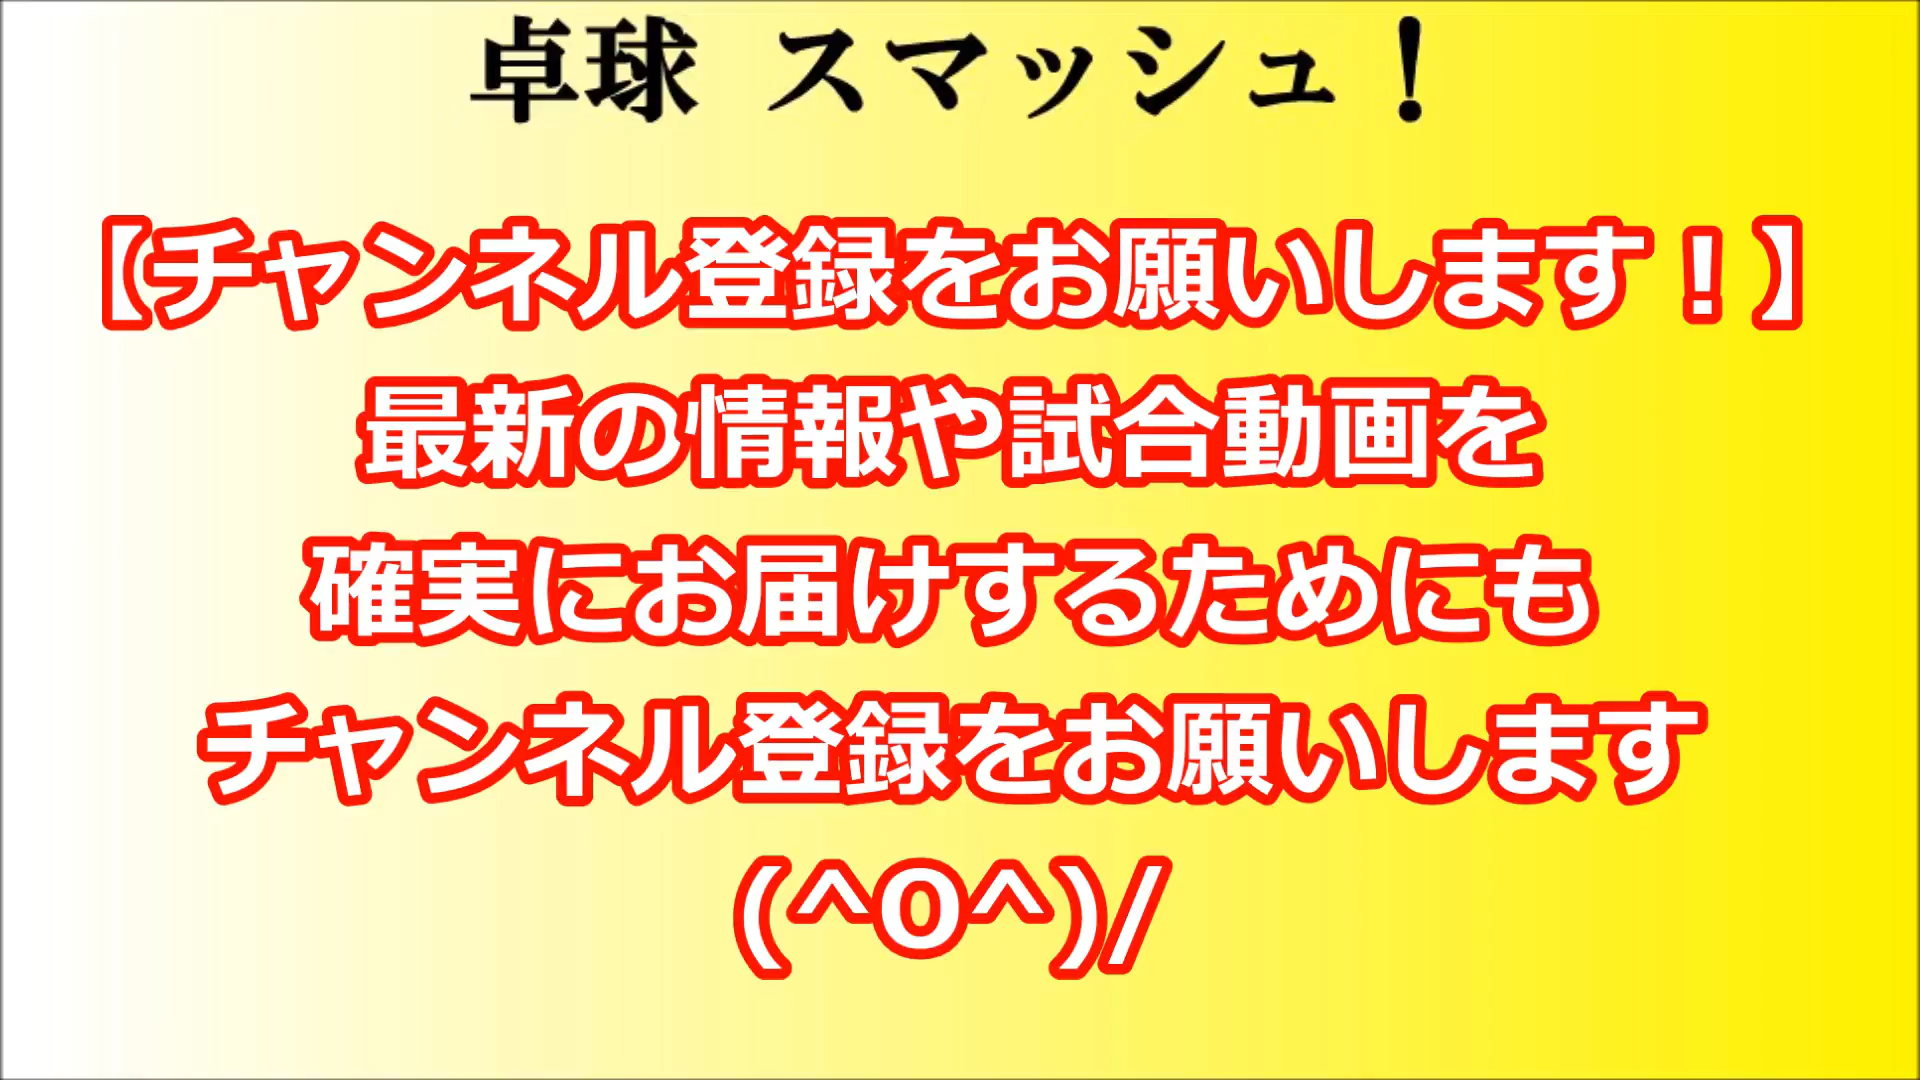 卓球 スマッシュ！
【チャンネル登録をお願いします！】
最新の情報や試合動画を
確実にお届けするためにも
チャンネル登録をお願いします
(^O^)/